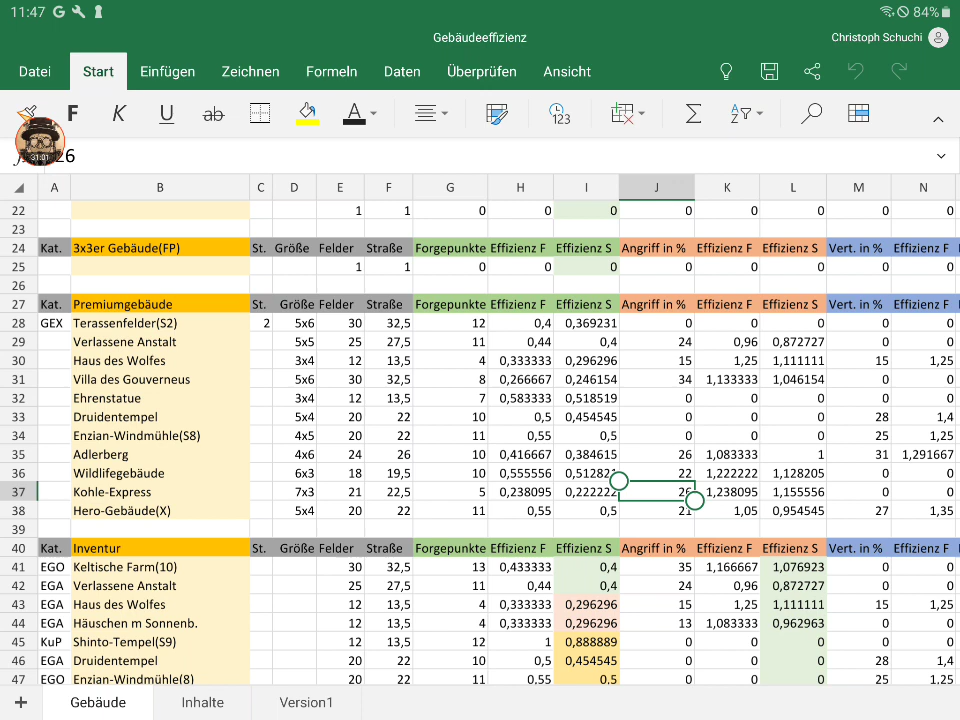 11:47 G 84%
Gebäudeeffizienz Christoph Schuchi
Datei Start Einfügen Zeichnen Formeln Daten Überprüfen Ansicht
F K U ab A 123
26
31:01
A B C D E F G H I J K L M N
22 1 1 0 0 0 0 0 0 0 0
23
24 Kat. 3x3er Gebäude(FP) St. Größe Felder Straße Forgepunkte Effizienz F Effizienz S Angriff in % Effizienz F Effizienz S Vert. in % Effizienz F
25 1 1 0 0 0 0 0 0 0 0
26
27 Kat. Premiumgebäude St. Größe Felder Straße Forgepunkte Effizienz F Effizienz S Angriff in % Effizienz F Effizienz S Vert. in % Effizienz F
28 GEX Terassenfelder(S2) 2 5x6 30 32,5 12 0,4 0,369231 0 0 0 0 0
29 Verlassene Anstalt 5x5 25 27,5 11 0,44 0,4 24 0,96 0,872727 0 0
30 Haus des Wolfes 3x4 12 13,5 4 0,333333 0,296296 15 1,25 1,111111 15 1,25
31 Villa des Gouverneus 5x6 30 32,5 8 0,266667 0,246154 34 1,133333 1,046154 0 0
32 Ehrenstatue 3x4 12 13,5 7 0,583333 0,518519 0 0 0 0 0
33 Druidentempel 5x4 20 22 10 0,5 0,454545 0 0 0 28 1,4
34 Enzian-Windmühle(S8) 4x5 20 22 11 0,55 0,5 0 0 0 25 1,25
35 Adlerberg 4x6 24 26 10 0,416667 0,384615 26 1,083333 1 31 1,291667
36 Wildlifegebäude 6x3 18 19,5 10 0,555556 0,512821 22 1,222222 1,128205 0 0
37 Kohle-Express 7x3 21 22,5 5 0,238095 0,222222 26 1,238095 1,155556 0 0
38 Hero-Gebäude(X) 5x4 20 22 11 0,55 0,5 21 1,05 0,954545 27 1,35
39
40 Kat. Inventur St. Größe Felder Straße Forgepunkte Effizienz F Effizienz S Angriff in % Effizienz F Effizienz S Vert. in % Effizienz F
41 EGO Keltische Farm(10) 30 32,5 13 0,433333 0,4 35 1,166667 1,076923 0 0
42 EGA Verlassene Anstalt 25 27,5 11 0,44 0,4 24 0,96 0,872727 0 0
43 EGA Haus des Wolfes 12 13,5 4 0,333333 0,296296 15 1,25 1,111111 15 1,25
44 EGA Häuschen m Sonnenb. 12 13,5 4 0,333333 0,296296 13 1,083333 0,962963 0 0
45 KuP Shinto-Tempel(S9) 12 13,5 12 1 0,888889 0 0 0 0 0
46 EGA Druidentempel 20 22 10 0,5 0,454545 0 0 0 28 1,4
47 EGO Enzian-Windmühle(8) 20 22 11 0,55 0,5 0 0 0 25 1,25
+ Gebäude Inhalte Version1